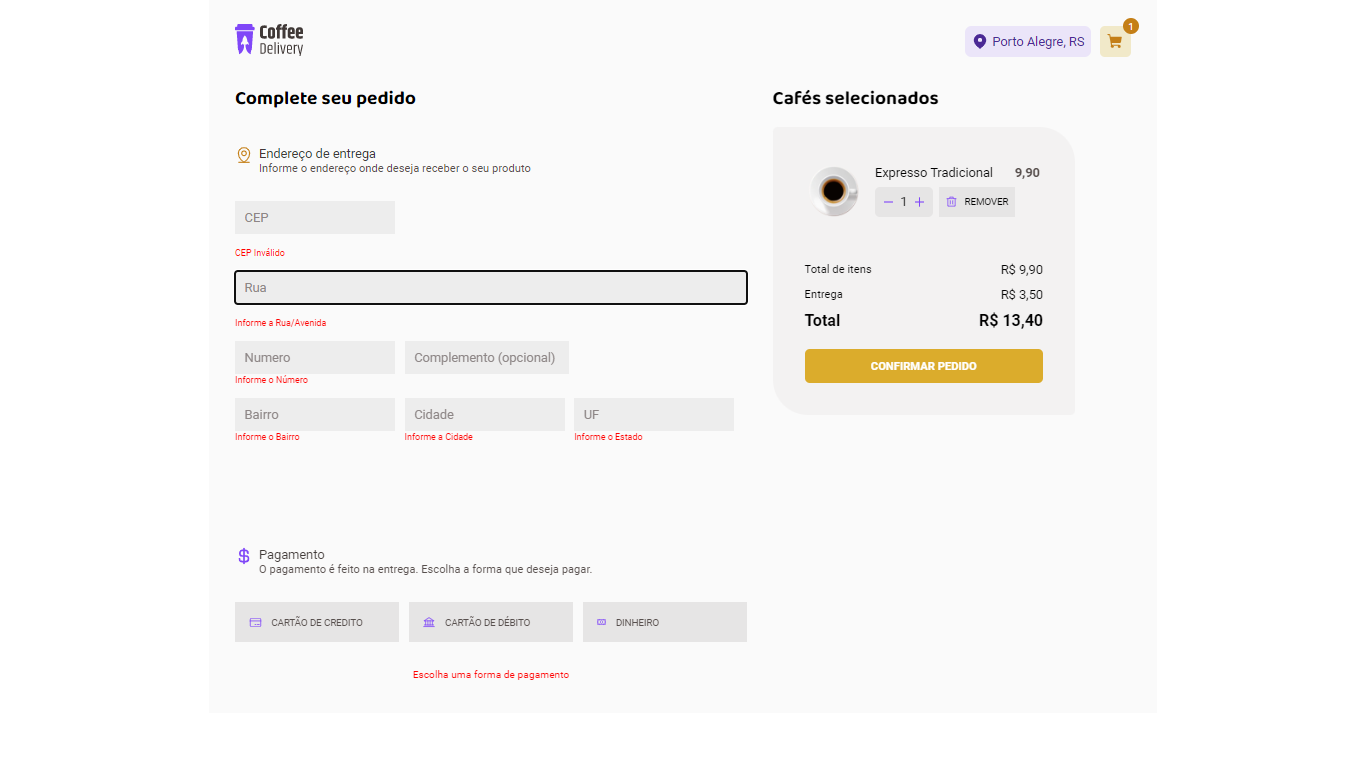 Coffee
Delivery
Porto Alegre, RS
1
Complete seu pedido
Endereço de entrega
Informe o endereço onde deseja receber o seu produto
CEP
CEP Inválido
Rua
Informe a Rua/Avenida
Numero
Complemento (opcional)
Informe o Número
Bairro
Cidade
UF
Informe o Bairro
Informe a Cidade
Informe o Estado
Pagamento
O pagamento é feito na entrega. Escolha a forma que deseja pagar.
CARTÃO DE CREDITO
CARTÃO DE DÉBITO
DINHEIRO
Escolha uma forma de pagamento
Cafés selecionados
Expresso Tradicional 9,90
1
REMOVER
Total de itens R$ 9,90
Entrega R$ 3,50
Total R$ 13,40
CONFIRMAR PEDIDO